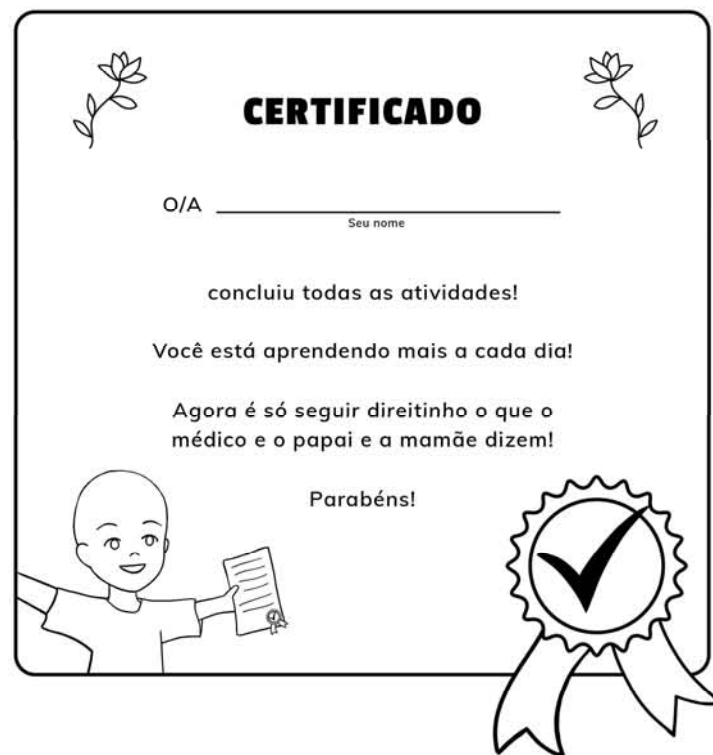 CERTIFICADO
O/A
Seu nome
concluiu todas as atividades!
Você está aprendendo mais a cada dia!
Agora é só seguir direitinho o que o
médico e o papai e a mamãe dizem!
Parabéns!